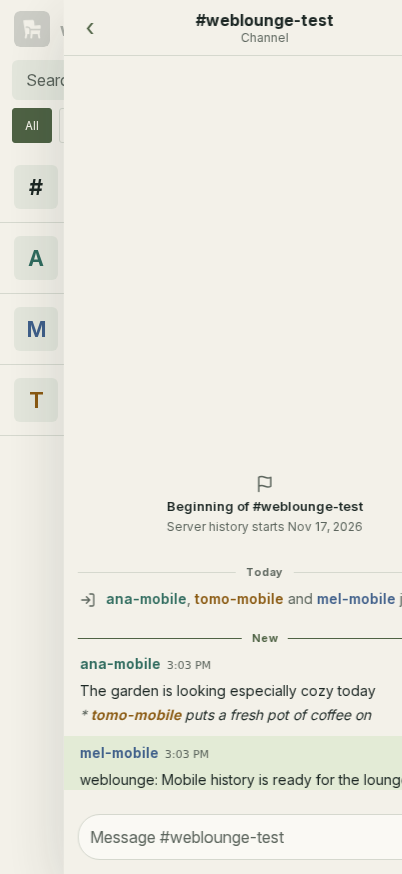 ‹
#weblounge-test
Channel
w
Searc
All
#
A
M
T
Beginning of #weblounge-test
Server history starts Nov 17, 2026
Today
ana-mobile, tomo-mobile and mel-mobile j
New
ana-mobile 3:03 PM
The garden is looking especially cozy today
* tomo-mobile puts a fresh pot of coffee on
mel-mobile 3:03 PM
weblounge: Mobile history is ready for the loung
Message #weblounge-test